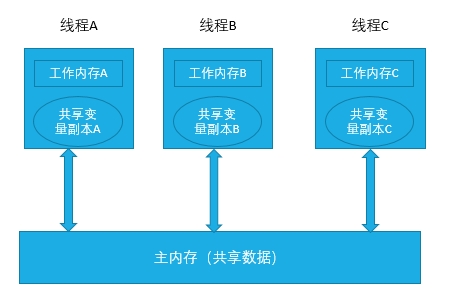 线程A
线程B
线程C
工作内存A
工作内存B
工作内存C
共享变
量副本A
共享变
量副本B
共享变
量副本C
主内存（共享数据）